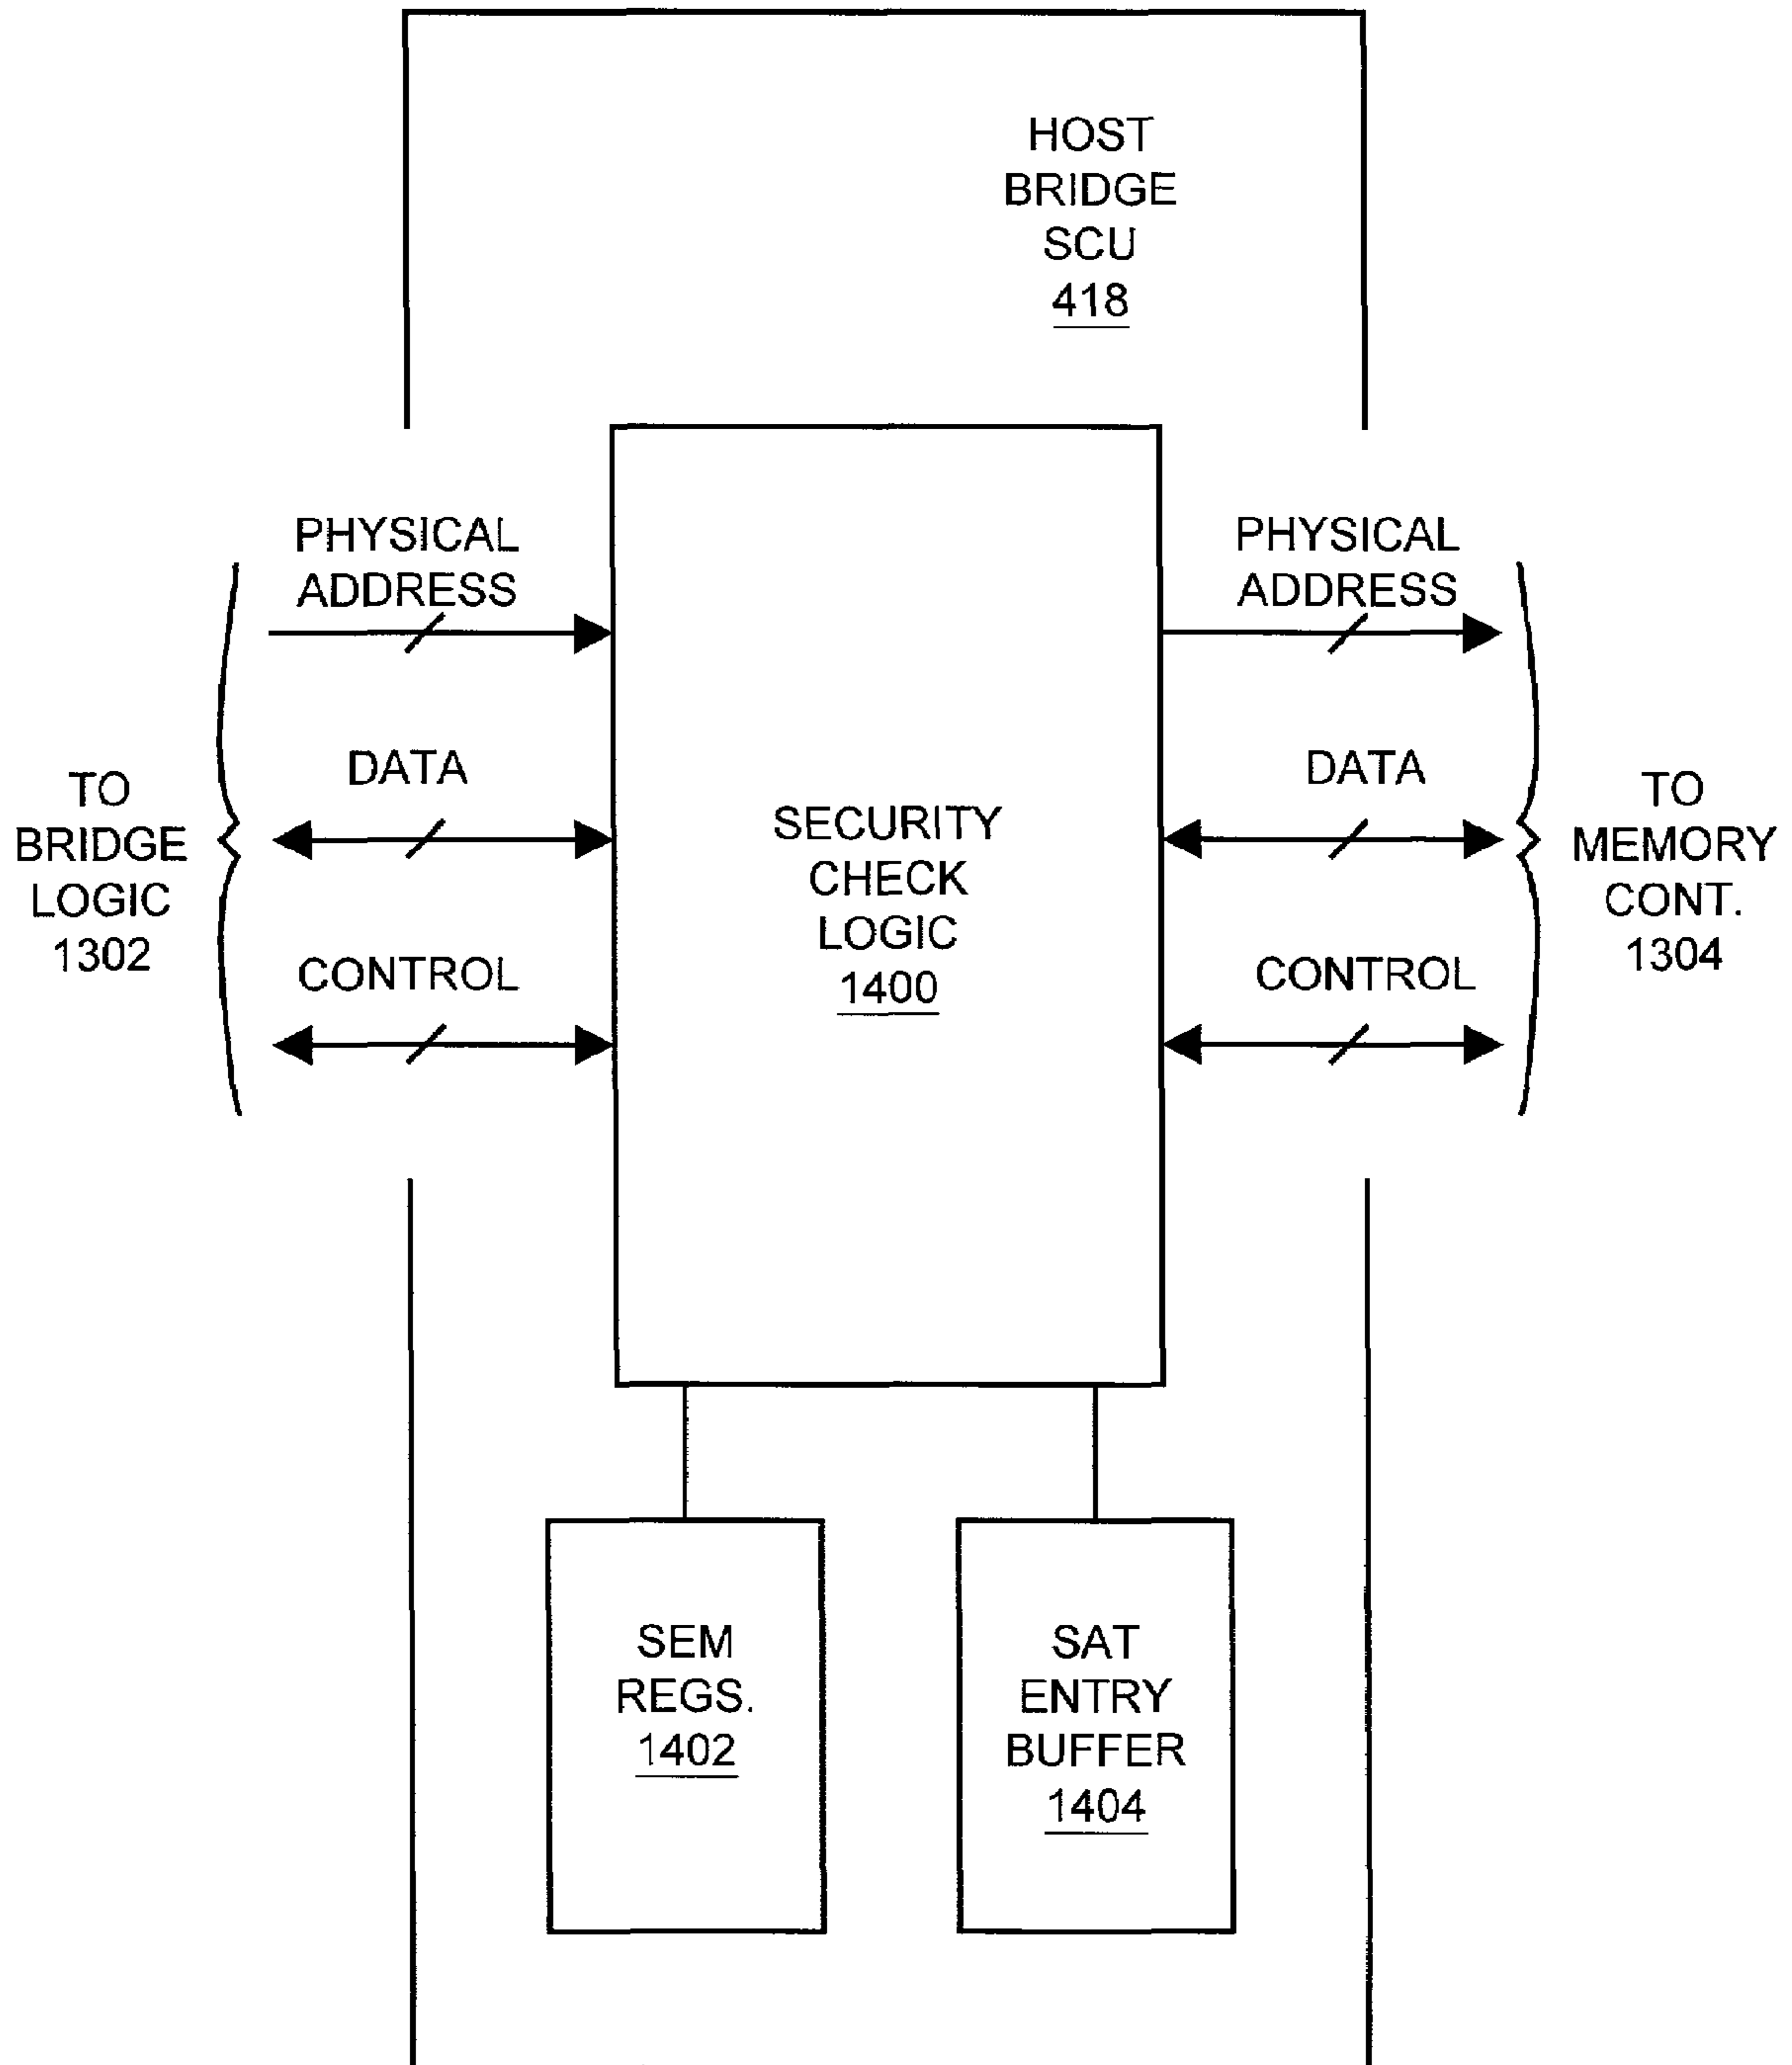 HOST
BRIDGE
SCU
418
PHYSICAL
ADDRESS
DATA
CONTROL
TO
BRIDGE
LOGIC
1302
SECURITY
CHECK
LOGIC
1400
PHYSICAL
ADDRESS
DATA
CONTROL
TO
MEMORY
CONT.
1304
SEM
REGS.
1402
SAT
ENTRY
BUFFER
1404